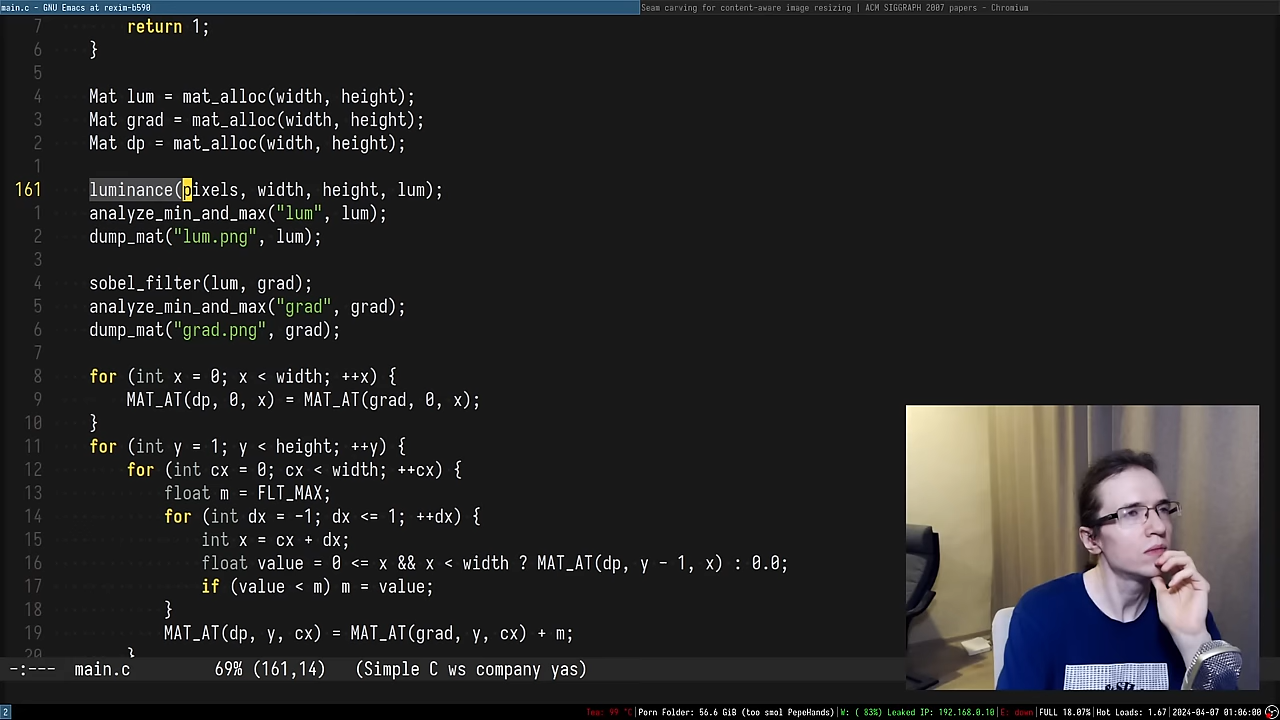 main.c - GNU Emacs at rexim-b590
Seam carving for content-aware image resizing | ACM SIGGRAPH 2007 papers - Chromium
7 return 1;
6 }
5
4 Mat lum = mat_alloc(width, height);
3 Mat grad = mat_alloc(width, height);
2 Mat dp = mat_alloc(width, height);
1
161 luminance(pixels, width, height, lum);
1 analyze_min_and_max("lum", lum);
2 dump_mat("lum.png", lum);
3
4 sobel_filter(lum, grad);
5 analyze_min_and_max("grad", grad);
6 dump_mat("grad.png", grad);
7
8 for (int x = 0; x < width; ++x) {
9 MAT_AT(dp, 0, x) = MAT_AT(grad, 0, x);
10 }
11 for (int y = 1; y < height; ++y) {
12 for (int cx = 0; cx < width; ++cx) {
13 float m = FLT_MAX;
14 for (int dx = -1; dx <= 1; ++dx) {
15 int x = cx + dx;
16 float value = 0 <= x && x < width ? MAT_AT(dp, y - 1, x) : 0.0;
17 if (value < m) m = value;
18 }
19 MAT_AT(dp, y, cx) = MAT_AT(grad, y, cx) + m;
20 }
-:--- main.c 69% (161,14) (Simple C ws company yas)
2 Tea: 99 °C|Porn Folder: 56.6 GiB (too smol PepeHands)|W: ( 83%) Leaked IP: 192.168.0.10|E: down|FULL 18.07%|Hot Loads: 1.67|2024-04-07 01:06:00